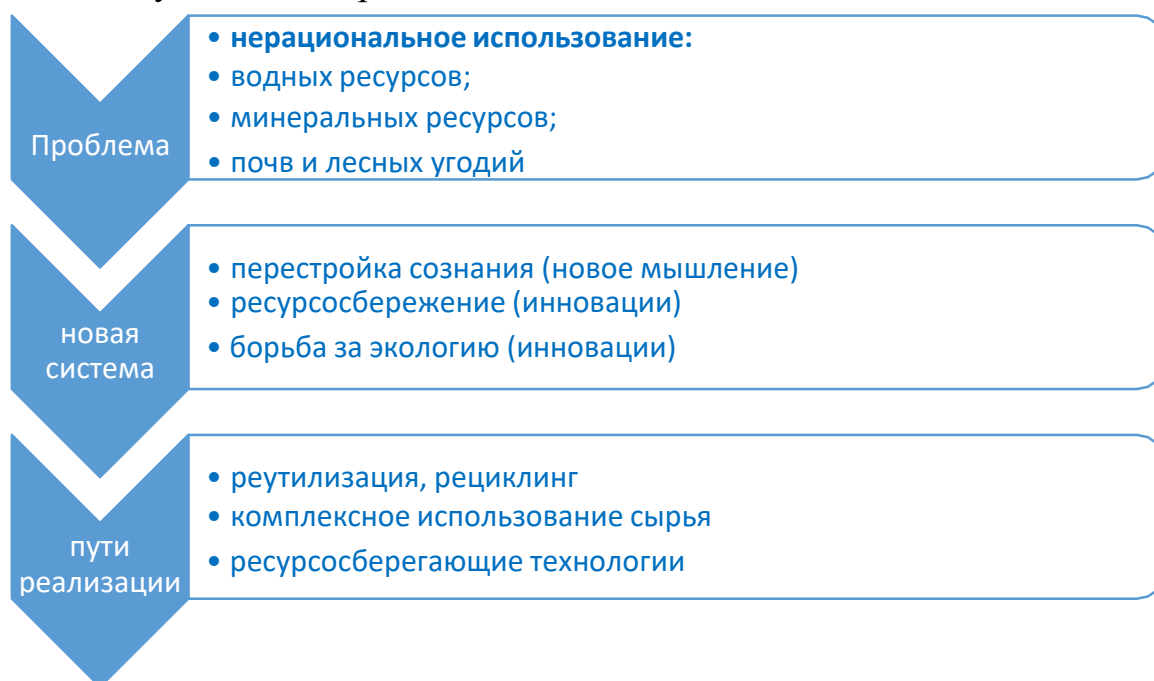 Проблема
• нерациональное использование:
• водных ресурсов;
• минеральных ресурсов;
• почв и лесных угодий
новая
система
• перестройка сознания (новое мышление)
• ресурсосбережение (инновации)
• борьба за экологию (инновации)
пути
реализации
• реутилизация, рециклинг
• комплексное использование сырья
• ресурсосберегающие технологии